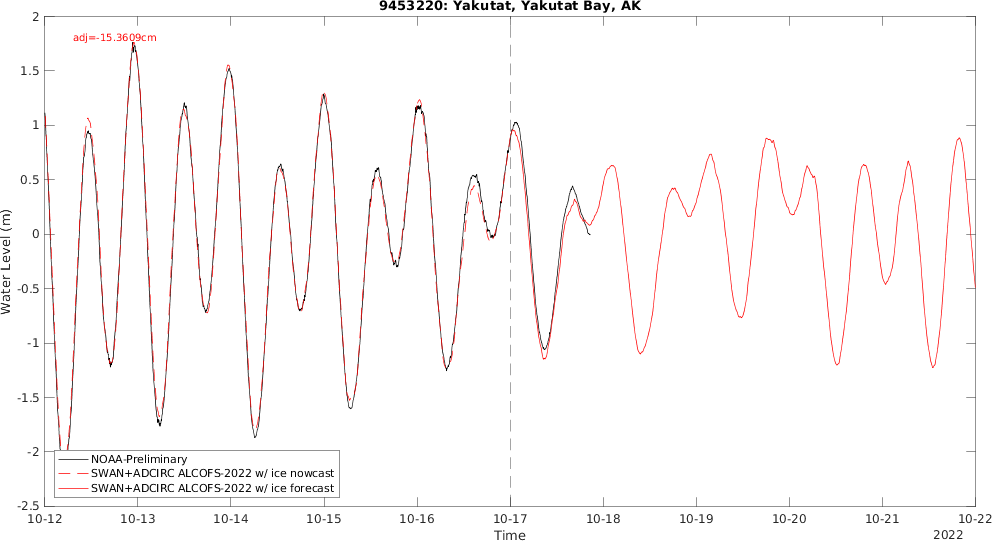 9453220: Yakutat, Yakutat Bay, AK
adj=-15.3609cm
2
1.5
1
0.5
0
-0.5
-1
-1.5
-2
-2.5
Water Level (m)
NOAA-Preliminary
SWAN+ADCIRC ALCOFS-2022 w/ ice nowcast
SWAN+ADCIRC ALCOFS-2022 w/ ice forecast
10-12 10-13 10-14 10-15 10-16 10-17 10-18 10-19 10-20 10-21 10-22
Time
2022